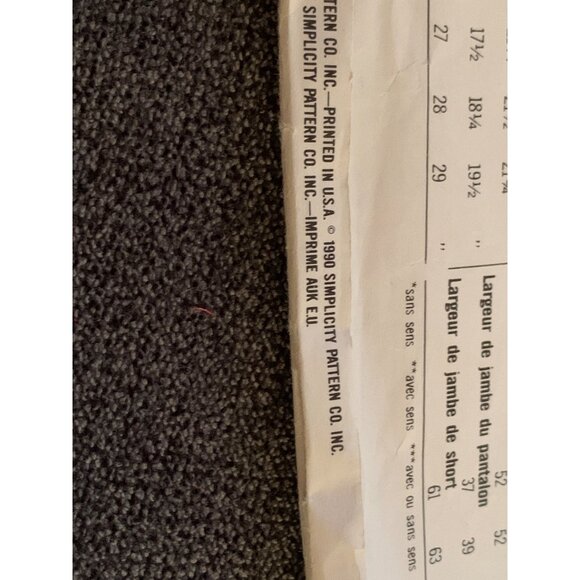 17½ 18¼ 19½ "
27 28 29 "
52 52
Largeur de jambe du pantalon
37 39
Largeur de jambe de short
61 63
*sans sens **avec sens ***avec ou sans sens
TERN CO. INC.—PRINTED IN U.S.A. © 1990 SIMPLICITY PATTERN CO. INC.
SIMPLICITY PATTERN CO. INC.—IMPRIME AUK E.U.